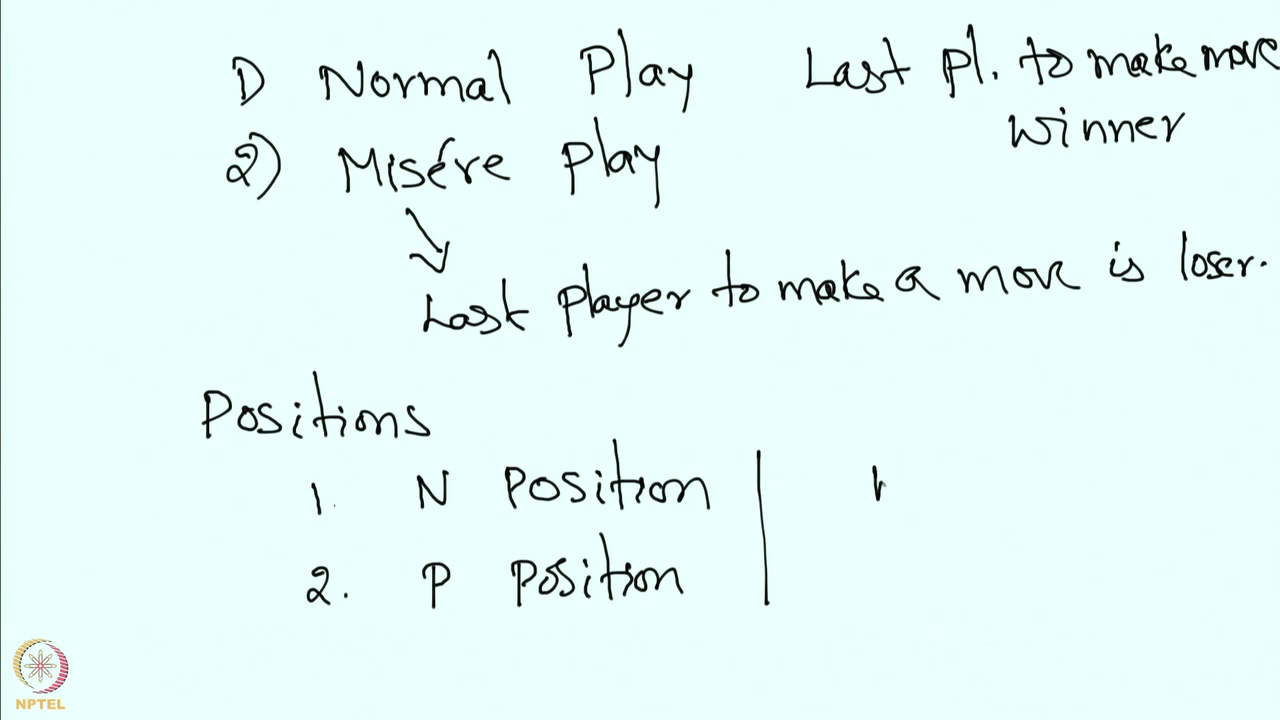 1) Normal Play Last pl. to make move
winner
2) Misére play
Last player to make a move is loser.
Positions
1. N position
2. P position
NPTEL